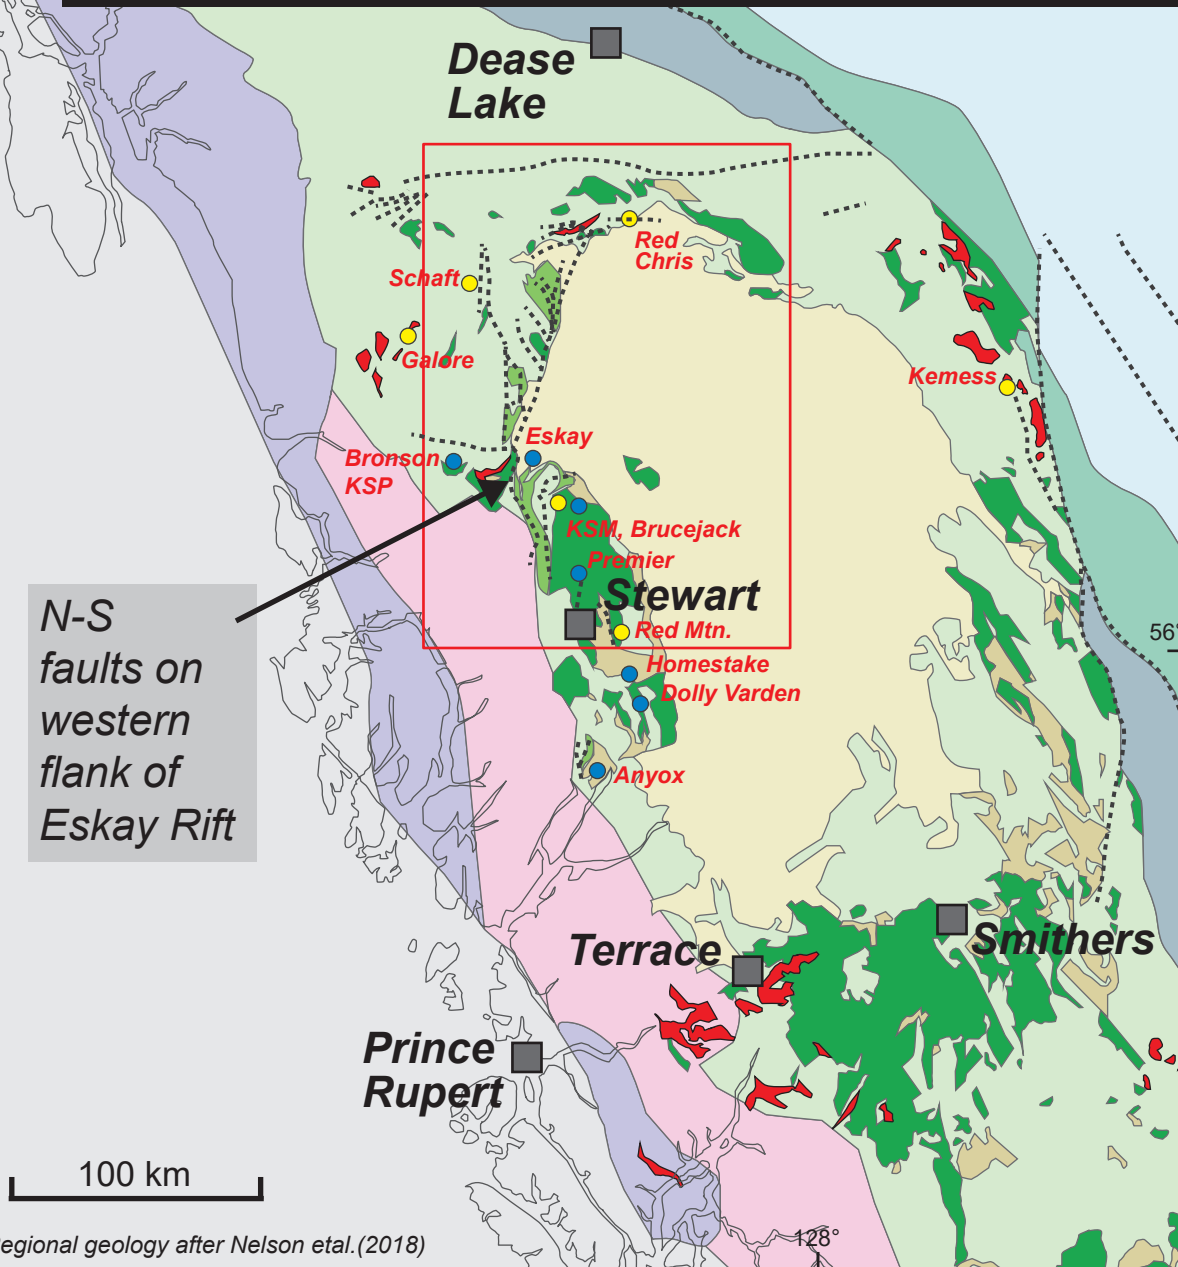 Dease
Lake
Red
Chris
Schaft
Galore
Kemess
Eskay
Bronson
KSP
KSM, Brucejack
Premier
Stewart
Red Mtn.
Homestake
Dolly Varden
Anyox
N-S
faults on
western
flank of
Eskay Rift
56°
Terrace
Smithers
Prince
Rupert
100 km
128°
egional geology after Nelson etal.(2018)